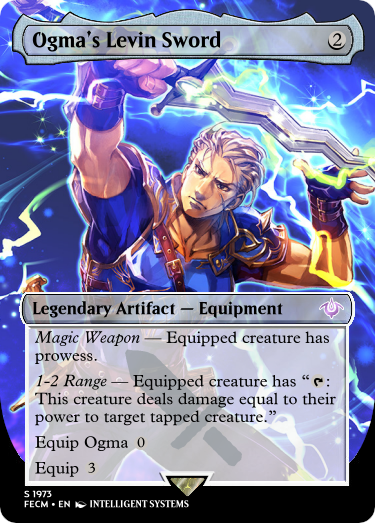 Ogma's Levin Sword 2
Legendary Artifact — Equipment
Magic Weapon — Equipped creature has
prowess.
1-2 Range — Equipped creature has “ :
This creature deals damage equal to their
power to target tapped creature.”
Equip Ogma 0
Equip 3
S 1973
FECM • EN INTELLIGENT SYSTEMS